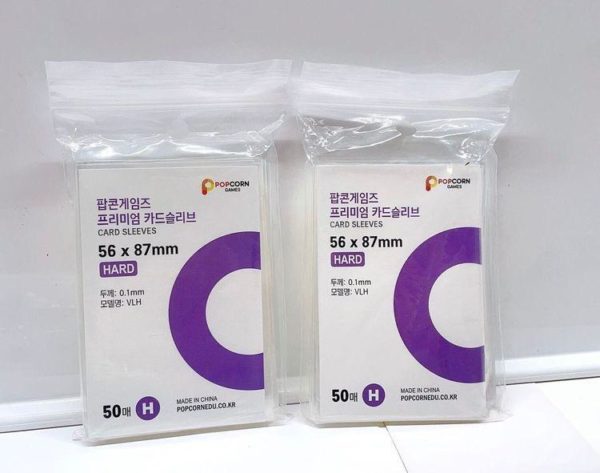 POPCORN
GAMES
팝콘게임즈
프리미엄 카드슬리브
CARD SLEEVES
56 x 87mm
HARD
두께: 0.1mm
모델명: VLH
50매 H
MADE IN CHINA
POPCORNEDU.CO.KR
POPCORN
GAMES
팝콘게임즈
프리미엄 카드슬리브
CARD SLEEVES
56 x 87mm
HARD
두께: 0.1mm
모델명: VLH
50매 H
MADE IN CHINA
POPCORNEDU.CO.KR